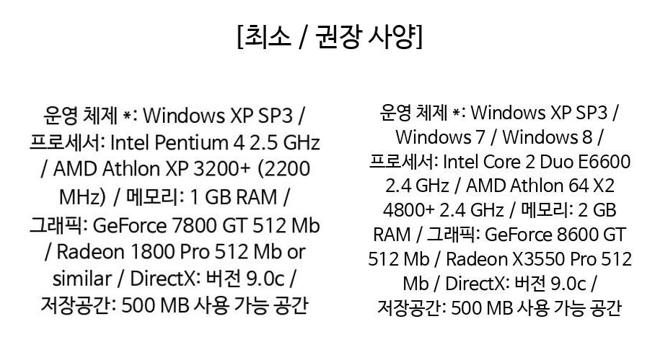 [최소 / 권장 사양]
운영 체제 *: Windows XP SP3 /
프로세서: Intel Pentium 4 2.5 GHz
/ AMD Athlon XP 3200+ (2200
MHz) / 메모리: 1 GB RAM /
그래픽: GeForce 7800 GT 512 Mb
/ Radeon 1800 Pro 512 Mb or
similar / DirectX: 버전 9.0c /
저장공간: 500 MB 사용 가능 공간
운영 체제 *: Windows XP SP3 /
Windows 7 / Windows 8 /
프로세서: Intel Core 2 Duo E6600
2.4 GHz / AMD Athlon 64 X2
4800+ 2.4 GHz / 메모리: 2 GB
RAM / 그래픽: GeForce 8600 GT
512 Mb / Radeon X3550 Pro 512
Mb / DirectX: 버전 9.0c /
저장공간: 500 MB 사용 가능 공간